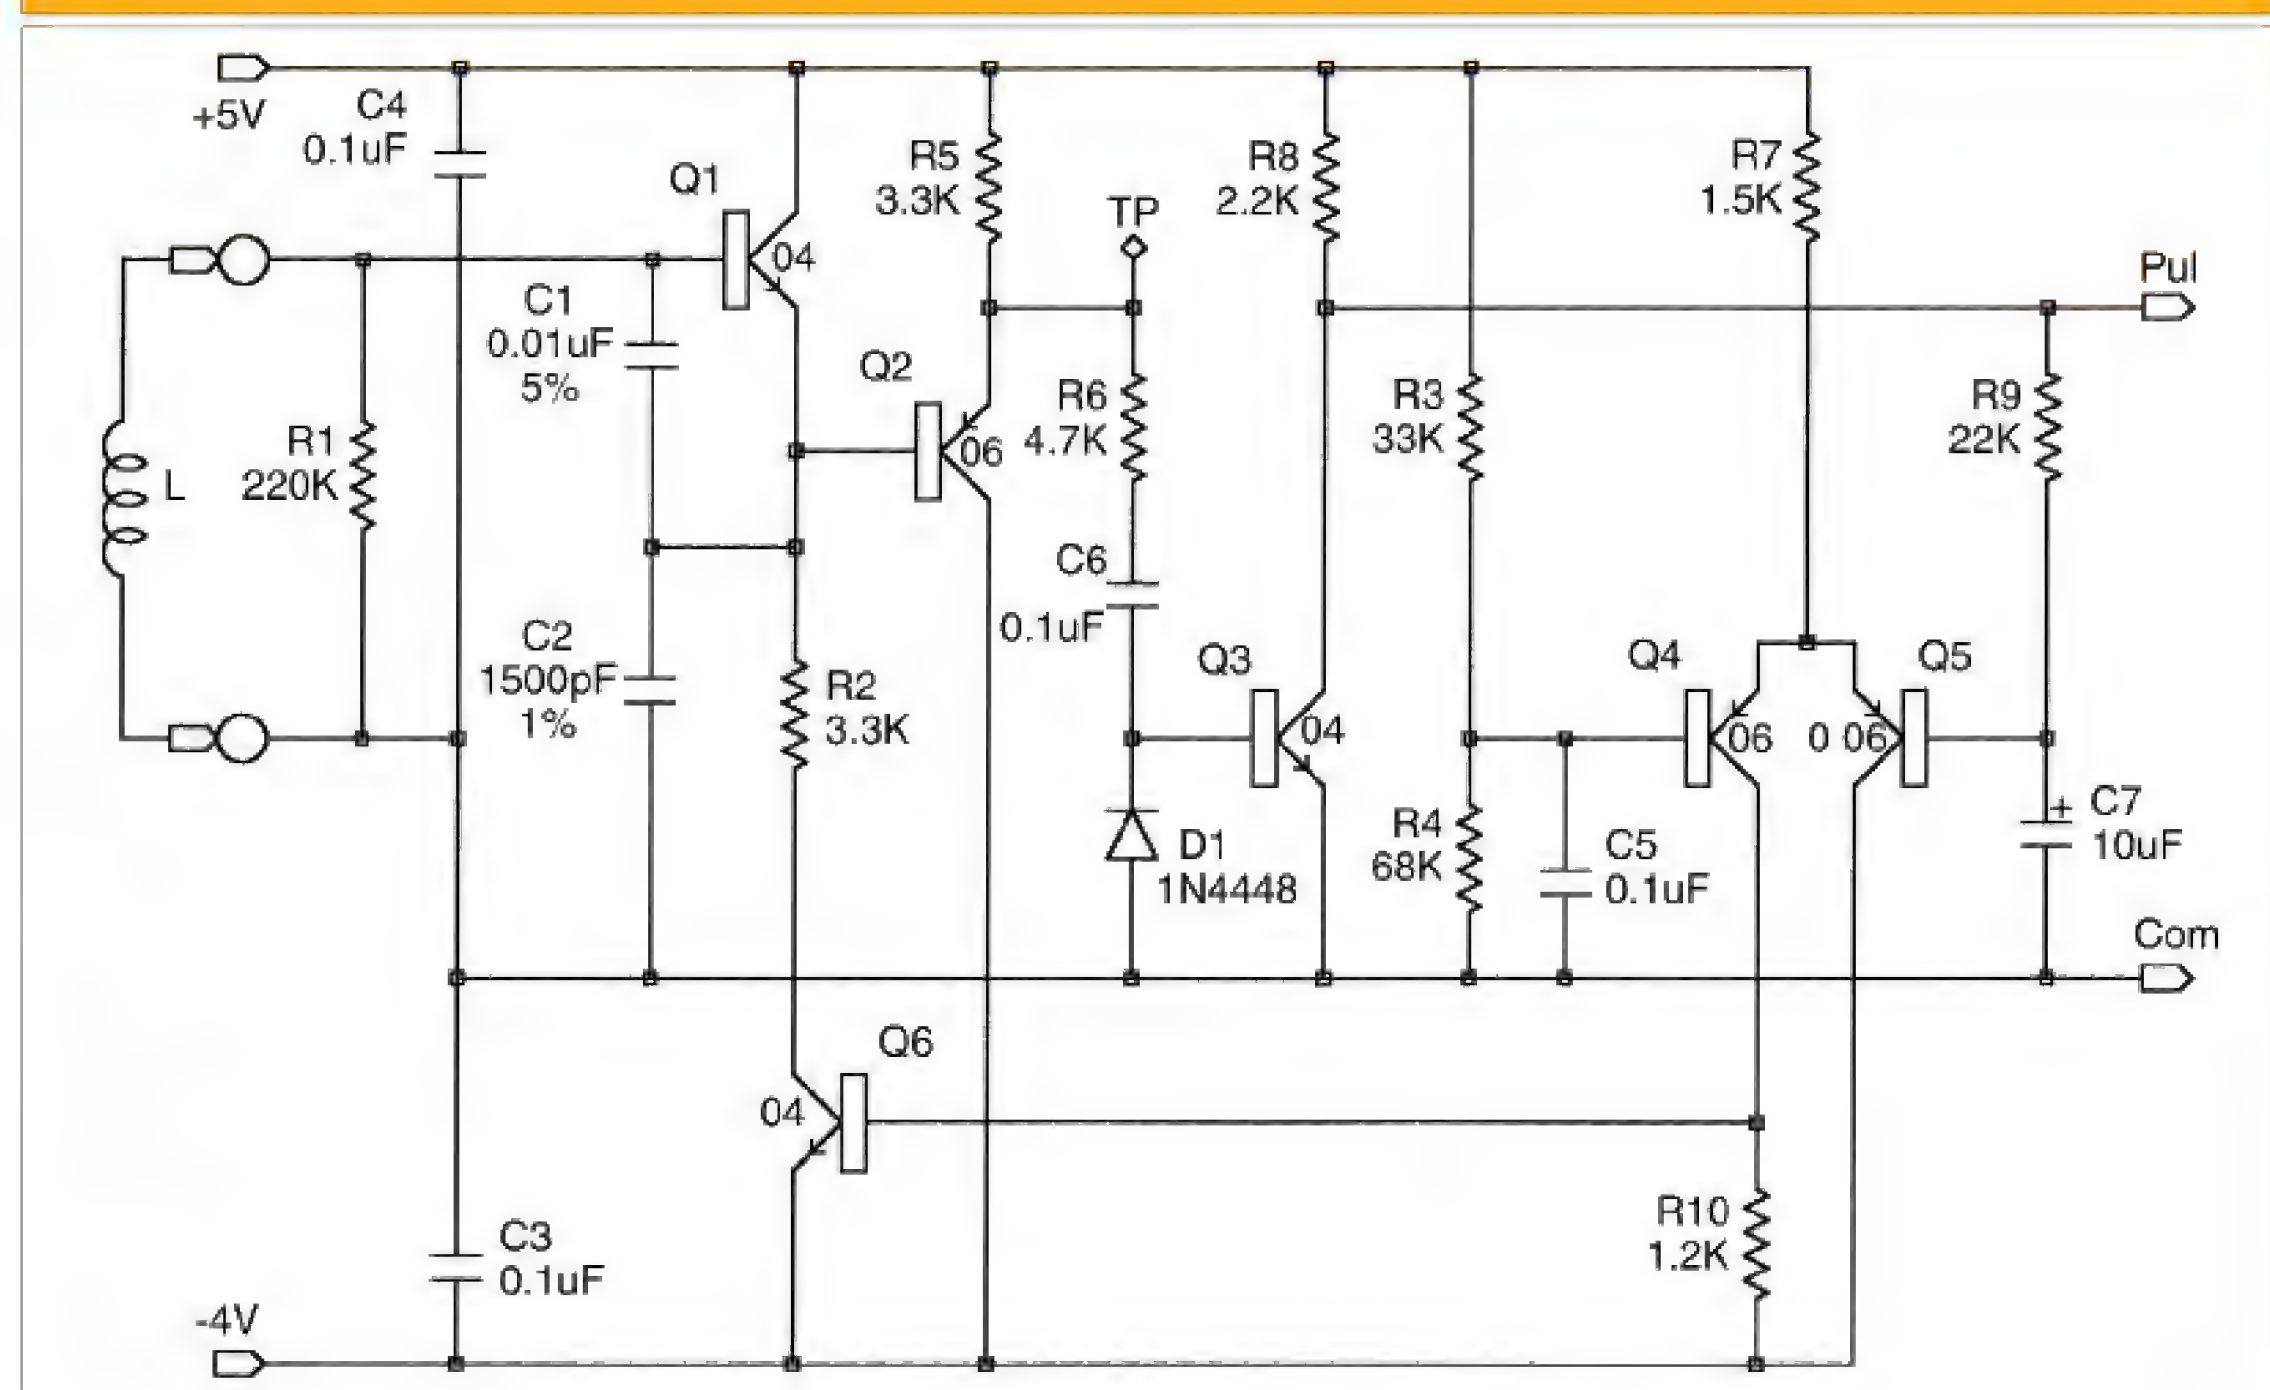 +5V
C4
0.1uF
Q1
04
R5
3.3K
TP
R8
2.2K
R7
1.5K
Pul
C1
0.01uF
5%
Q2
06
R6
4.7K
R3
33K
R9
22K
L
R1
220K
C6
0.1uF
C2
1500pF
1%
R2
3.3K
Q3
04
Q4
06
0 06
Q5
D1
1N4448
R4
68K
C5
0.1uF
+ C7
10uF
Com
Q6
04
C3
0.1uF
R10
1.2K
-4V